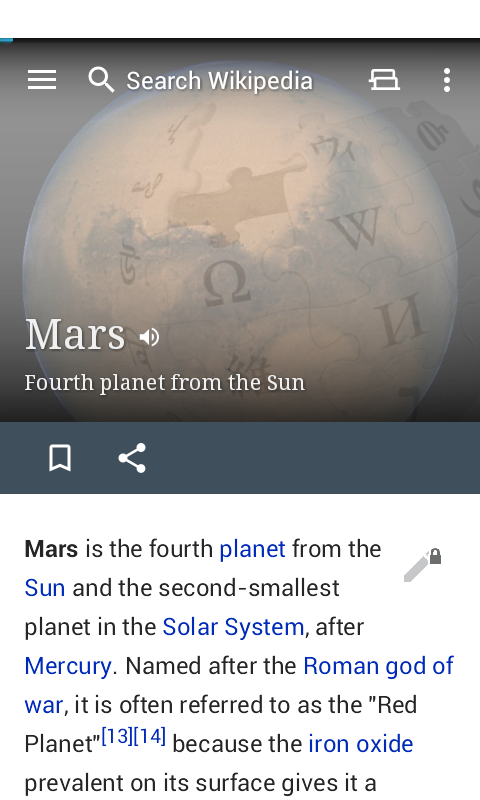 Search Wikipedia
ウィ
W
Ω
И
Mars
Fourth planet from the Sun
Mars is the fourth planet from the
Sun and the second-smallest
planet in the Solar System, after
Mercury. Named after the Roman god of
war, it is often referred to as the "Red
Planet"[13][14] because the iron oxide
prevalent on its surface gives it a